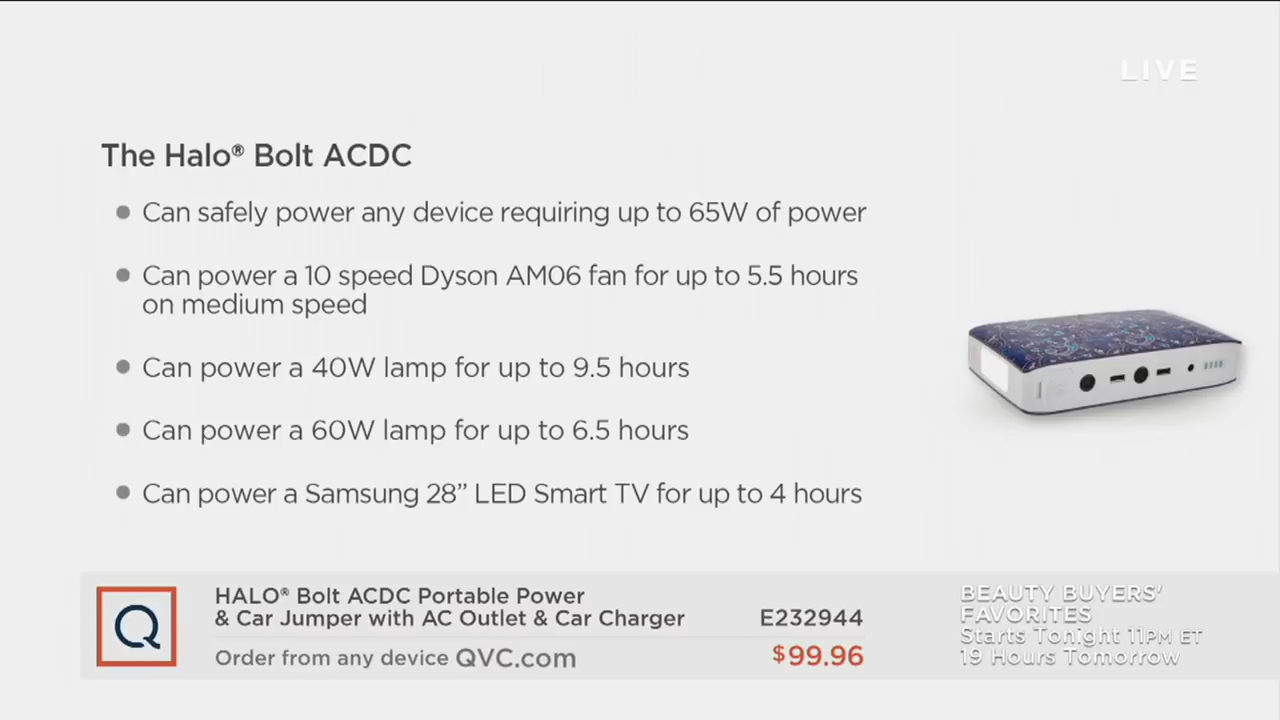 LIVE
The Halo® Bolt ACDC
Can safely power any device requiring up to 65W of power
Can power a 10 speed Dyson AM06 fan for up to 5.5 hours
on medium speed
Can power a 40W lamp for up to 9.5 hours
Can power a 60W lamp for up to 6.5 hours
Can power a Samsung 28” LED Smart TV for up to 4 hours
Q
HALO® Bolt ACDC Portable Power
& Car Jumper with AC Outlet & Car Charger
E232944
Order from any device QVC.com
$99.96
BEAUTY BUYERS'
FAVORITES
Starts Tonight 11PM ET
19 Hours Tomorrow